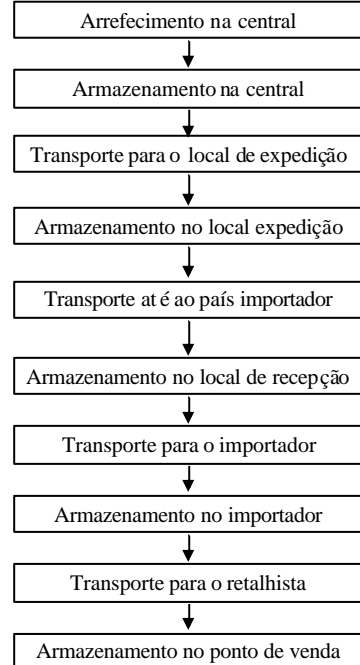 Arrefecimento na central
Armazenamento na central
Transporte para o local de expedição
Armazenamento no local expedição
Transporte até ao país importador
Armazenamento no local de recepção
Transporte para o importador
Armazenamento no importador
Transporte para o retalhista
Armazenamento no ponto de venda